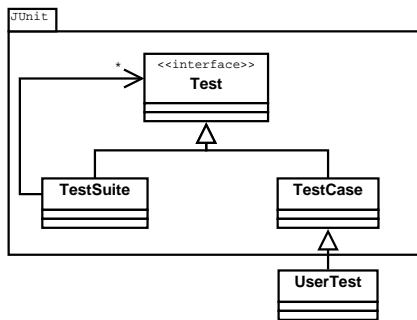 JUnit
*
<<interface>>
Test
TestSuite
TestCase
UserTest